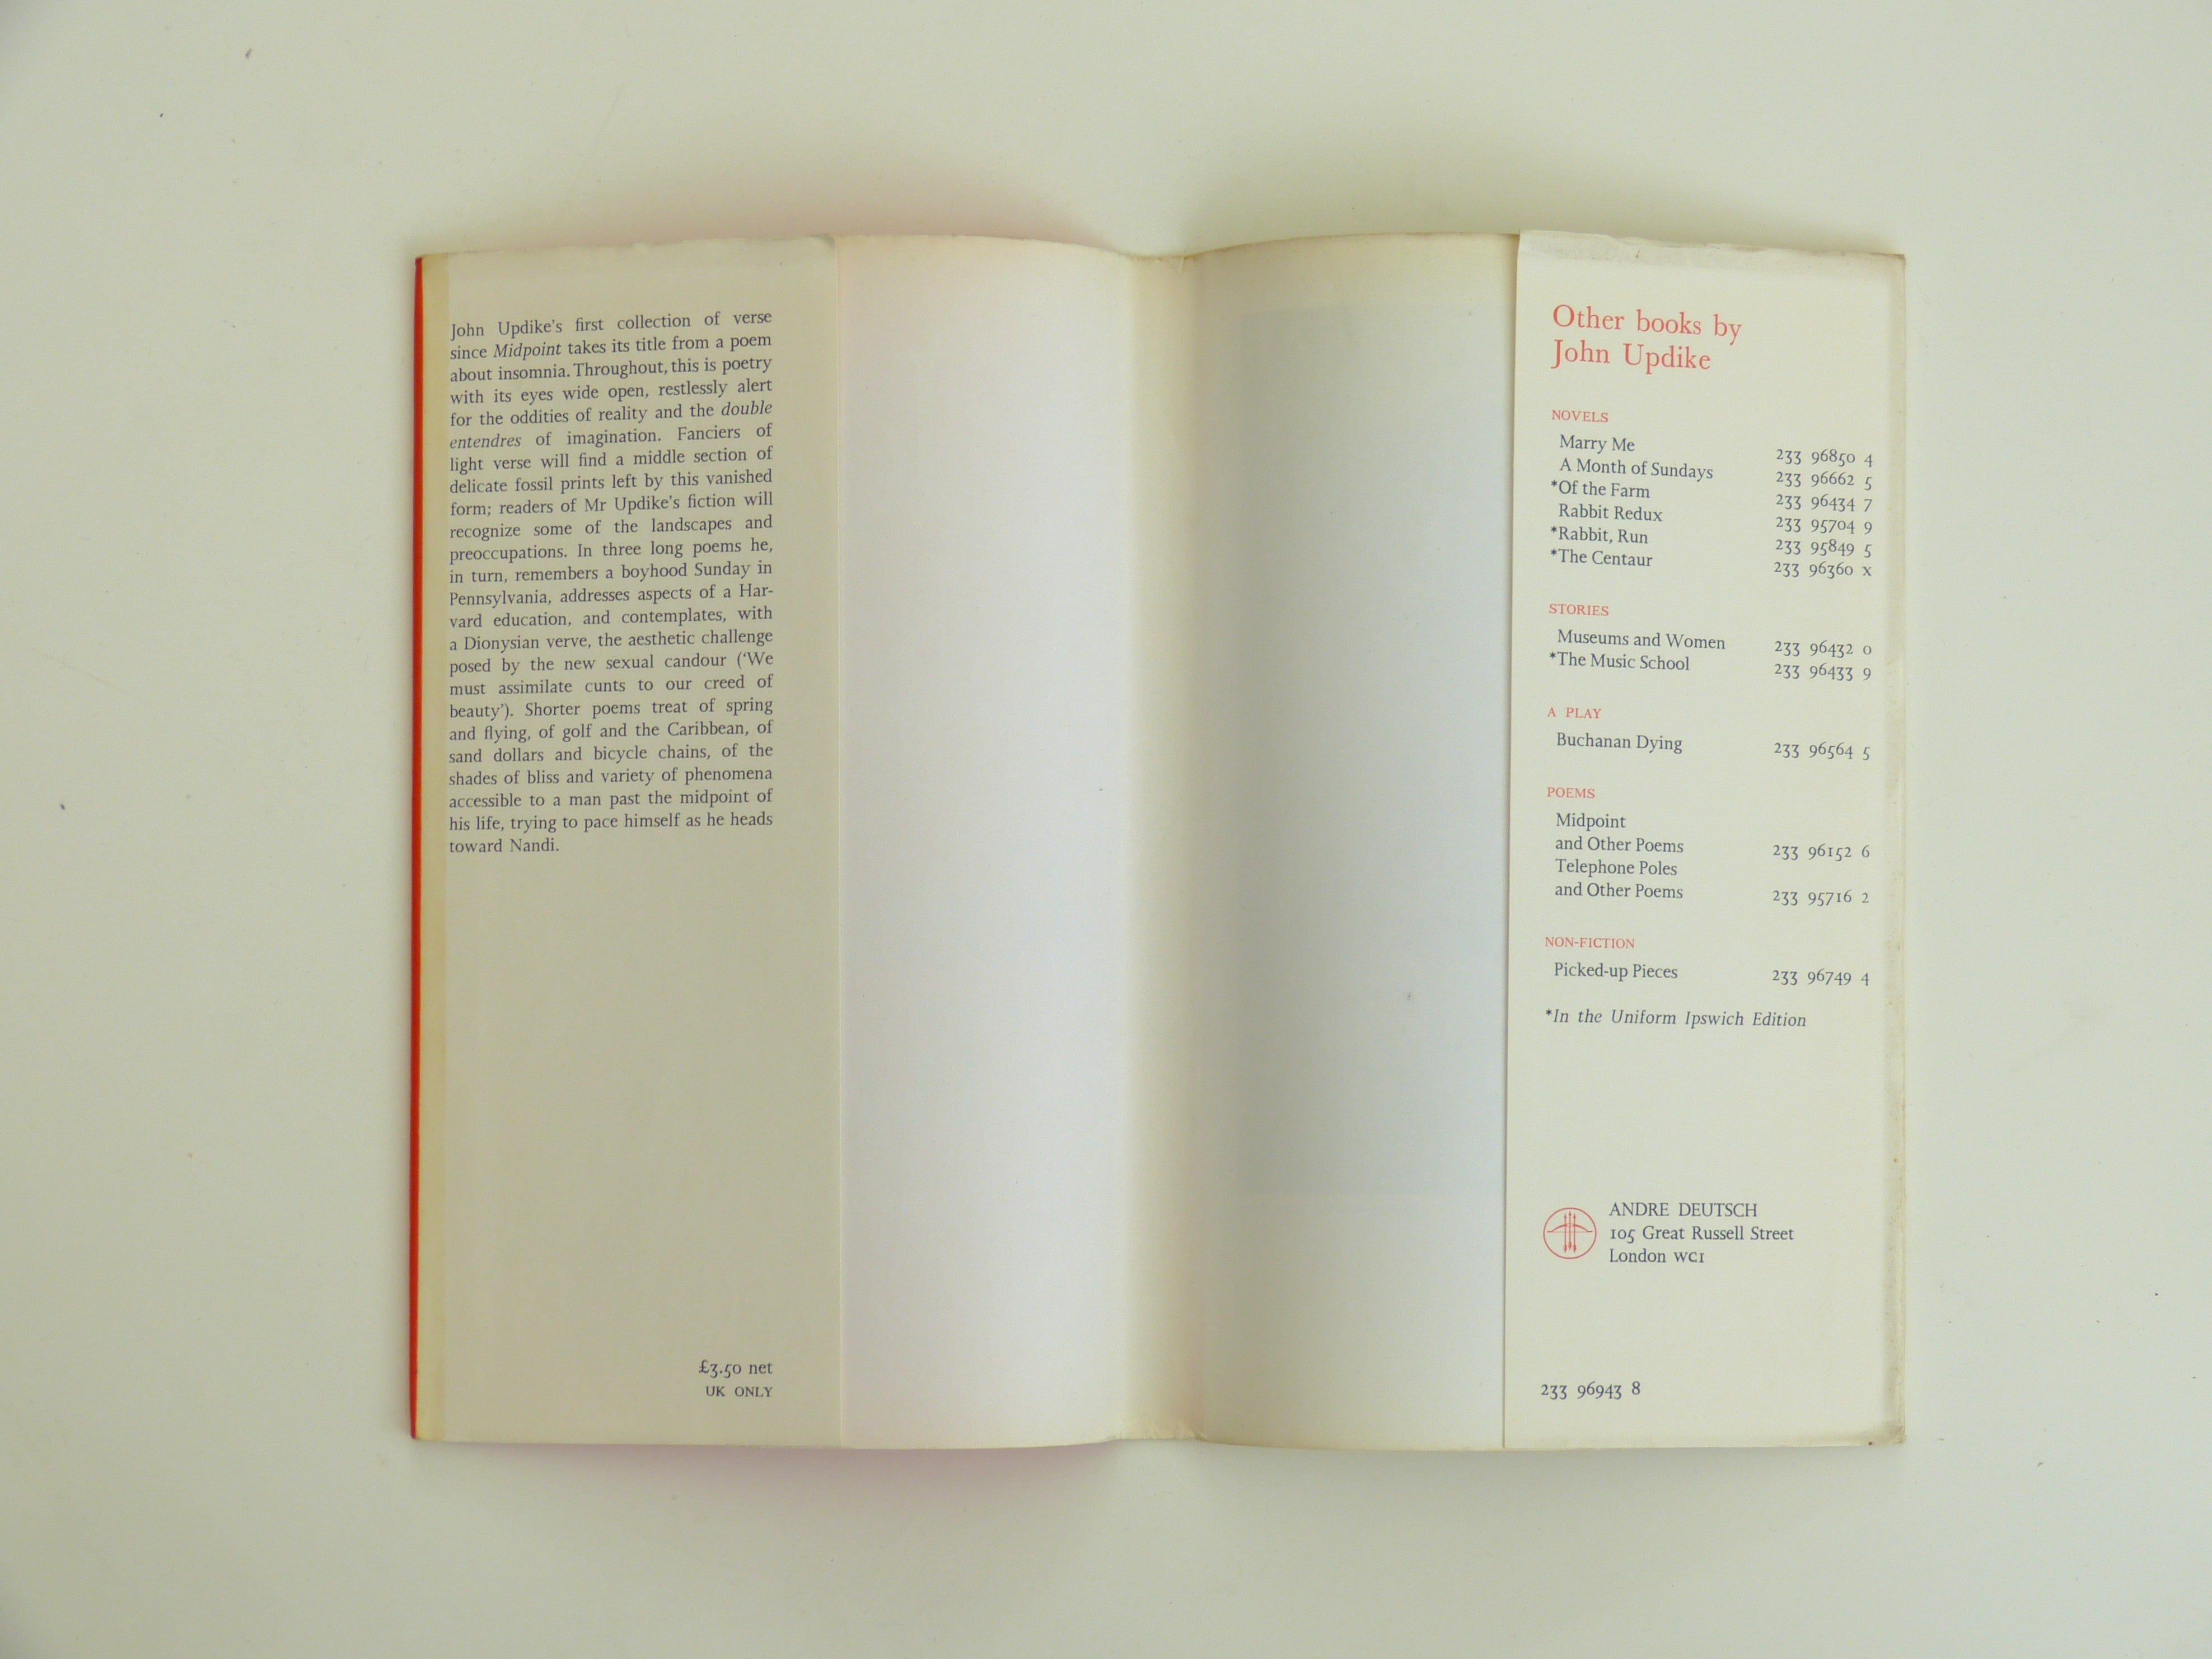 John Updike's first collection of verse
since Midpoint takes its title from a poem
about insomnia. Throughout, this is poetry
with its eyes wide open, restlessly alert
for the oddities of reality and the double
entendres of imagination. Fanciers of
light verse will find a middle section of
delicate fossil prints left by this vanished
form; readers of Mr Updike's fiction will
recognize some of the landscapes and
preoccupations. In three long poems he,
in turn, remembers a boyhood Sunday in
Pennsylvania, addresses aspects of a Har-
vard education, and contemplates, with
a Dionysian verve, the aesthetic challenge
posed by the new sexual candour ('We
must assimilate cunts to our creed of
beauty'). Shorter poems treat of spring
and flying, of golf and the Caribbean, of
sand dollars and bicycle chains, of the
shades of bliss and variety of phenomena
accessible to a man past the midpoint of
his life, trying to pace himself as he heads
toward Nandi.
£3.50 net
UK ONLY
Other books by
John Updike
NOVELS
Marry Me 233 96850 4
A Month of Sundays 233 96662 5
*Of the Farm 233 96434 7
Rabbit Redux 233 95704 9
*Rabbit, Run 233 95849 5
*The Centaur 233 96360 x
STORIES
Museums and Women 233 96432 0
*The Music School 233 96433 9
A PLAY
Buchanan Dying 233 96564 5
POEMS
Midpoint
and Other Poems 233 96152 6
Telephone Poles
and Other Poems 233 95716 2
NON-FICTION
Picked-up Pieces 233 96749 4
*In the Uniform Ipswich Edition
ANDRE DEUTSCH
105 Great Russell Street
London WC1
233 96943 8